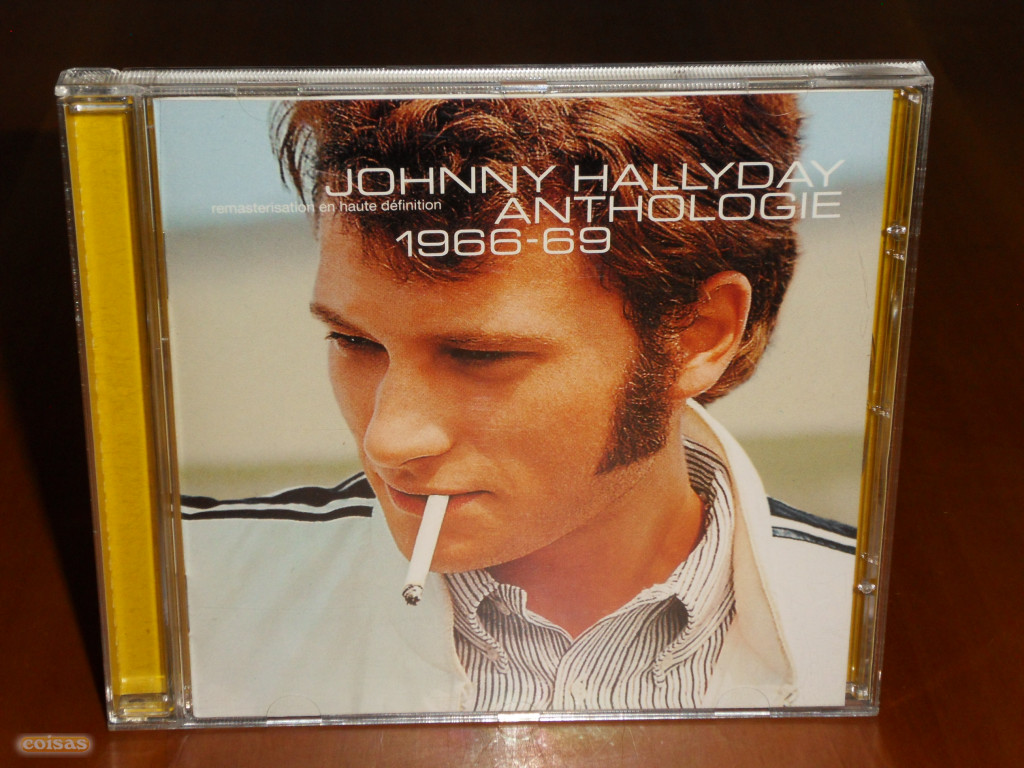 JOHNNY HALLYDAY
remasterisation en haute définition
ANTHOLOGIE
1966-69
coisas